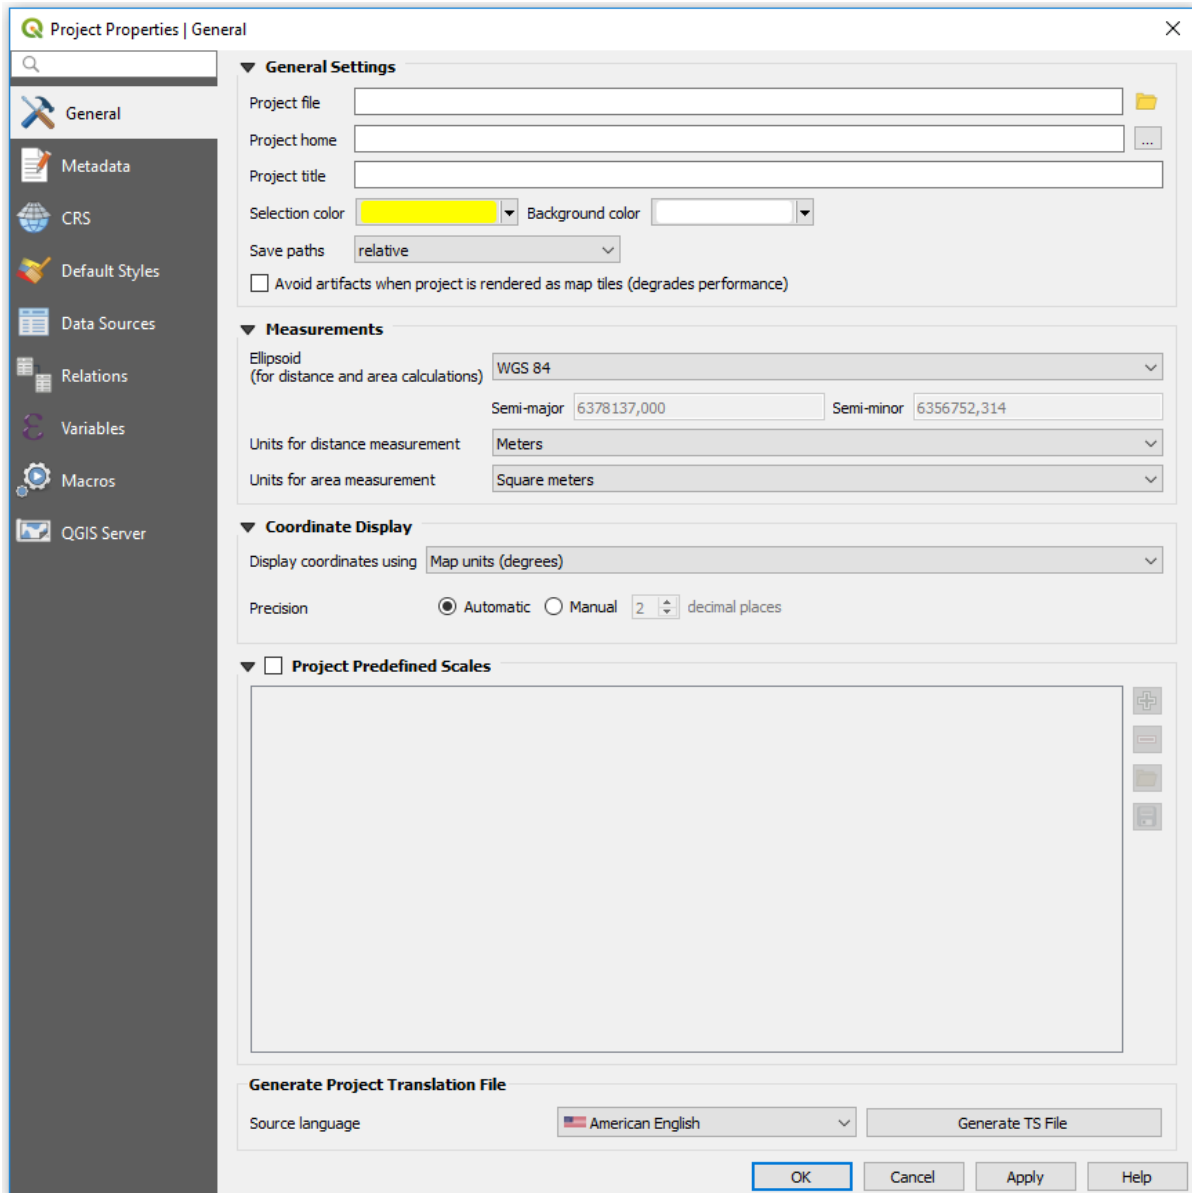 Project Properties | General
General
Metadata
CRS
Default Styles
Data Sources
Relations
Variables
Macros
QGIS Server
General Settings
Project file
Project home
...
Project title
Selection color Background color
Save paths relative
Avoid artifacts when project is rendered as map tiles (degrades performance)
Measurements
Ellipsoid
(for distance and area calculations) WGS 84
Semi-major 6378137,000 Semi-minor 6356752,314
Units for distance measurement Meters
Units for area measurement Square meters
Coordinate Display
Display coordinates using Map units (degrees)
Precision Automatic Manual 2 decimal places
Project Predefined Scales
Generate Project Translation File
Source language American English Generate TS File
OK Cancel Apply Help